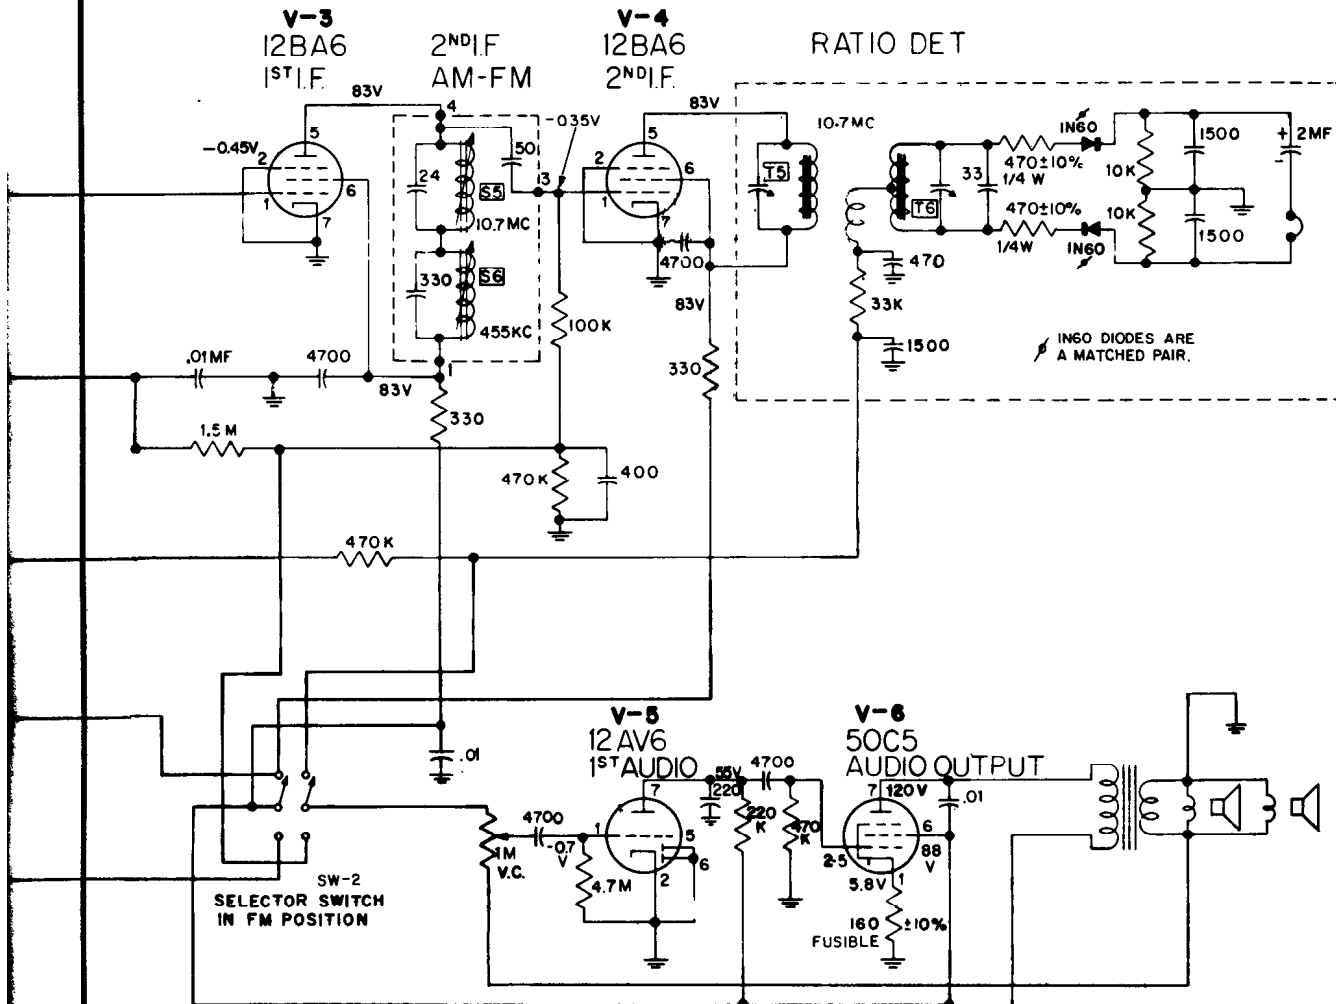 V-3
12BA6
1ST I.F.
2ND I.F.
AM-FM
V-4
12BA6
2ND I.F.
RATIO DET
83V
4
-0.45V
5
2
6
1
7
24
50
S5
10.7MC
3
-035V
330
S6
455KC
1
83V
5
2
6
1
7
4700
83V
T5
10.7MC
T6
33
470±10%
1/4 W
470±10%
1/4W
IN60
IN60
10K
10K
1500
1500
+
-
2MF
470
33K
1500
ø IN60 DIODES ARE
A MATCHED PAIR.
.01MF
4700
83V
330
100K
330
1.5 M
470K
400
470K
.01
SW-2
SELECTOR SWITCH
IN FM POSITION
V-5
12AV6
1ST AUDIO
V-6
50C5
AUDIO OUTPUT
7
55V
220
4700
220
K
470
K
4700
-0.7
V
1M
V.C.
1
5
6
2
4.7M
7
120V
.01
6
88
V
2-5
5.8V
1
160 ±10%
FUSIBLE